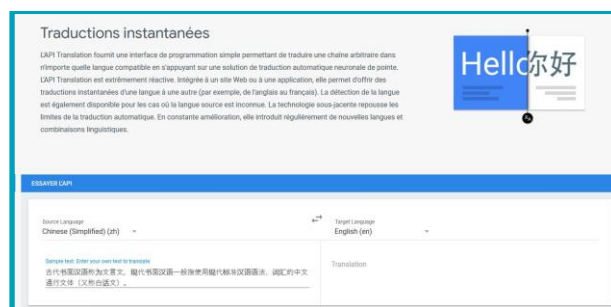 Traductions instantanées
L'API Translation fournit une interface de programmation simple permettant de traduire une chaîne arbitraire dans
n'importe quelle langue compatible en s'appuyant sur une solution de traduction automatique neuronale de pointe.
L'API Translation est extrêmement réactive. Intégrée à un site Web ou à une application, elle permet d'offrir des
traductions instantanées d'une langue à une autre (par exemple, de l'anglais au français). La détection de la langue
est également disponible pour les cas où la langue source est inconnue. La technologie sous-jacente repousse les
limites de la traduction automatique. En constante amélioration, elle introduit régulièrement de nouvelles langues et
combinaisons linguistiques.
Hello你好
ESSAYER L'API
Source Language
Chinese (Simplified) (zh)
Target Language
English (en)
Sample text. Enter your own text to translate
古代书面汉语称为文言文，现代书面汉语一般指使用现代标准汉语语法、词汇的中文
通行文体（又称白话文）。
Translation